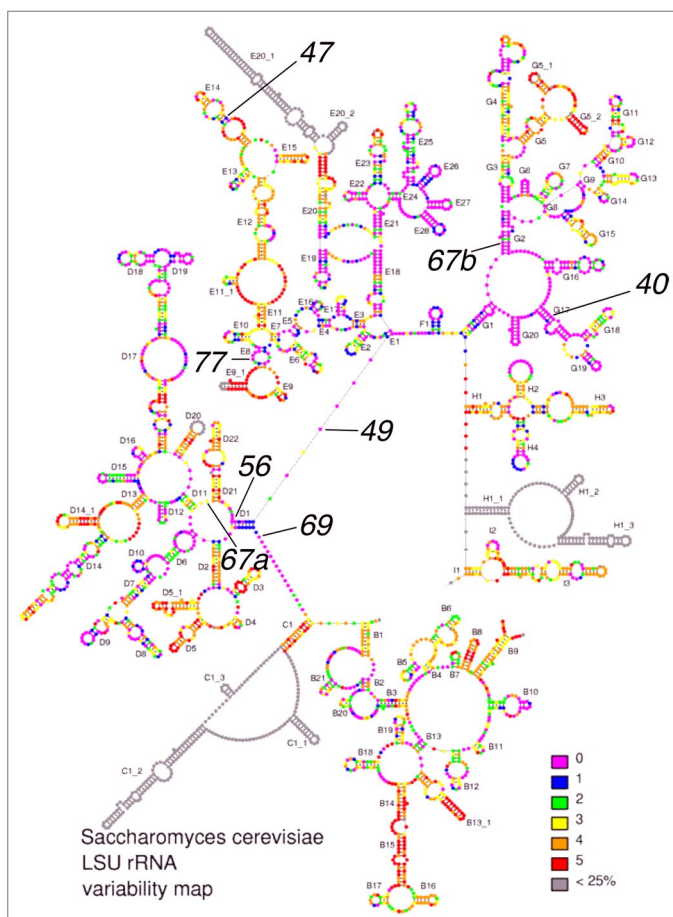 E20_1
47
E14
E20_2
G5_1
E25
G4
G11
E15
E23
G5_2
G12
G5
E13
E26
G10
G3
G7
G13
E22
E24
G6
G9
E12
E20
E27
G8
G14
E21
E28
G15
67b
G2
D18
D19
E19
E18
G16
40
E11_1
G17
E11
E16
E17
F1
G1
G18
E10
E7
E5
E3
G20
D17
E8
E4
E2
E1
G19
77
E6
E9_1
E9
H2
D20
H1
H3
D22
49
D16
H4
D15
56
D11
D21
D13
H1_2
D14_1
D12
D1
H1_1
69
67a
H1_3
D10
D6
I2
D14
D2
D7
D3
I1
D5_1
I3
D4
C1
B6
D9
D8
D5
B1
B8
B9
B5
B7
C1_3
B21
B2
B4
B3
B10
B20
B19
C1_1
B13
B11
C1_2
B18
B12
0
1
B14
B13_1
2
Saccharomyces cerevisiae
3
LSU rRNA
B15
4
variability map
5
B17
B16
< 25%